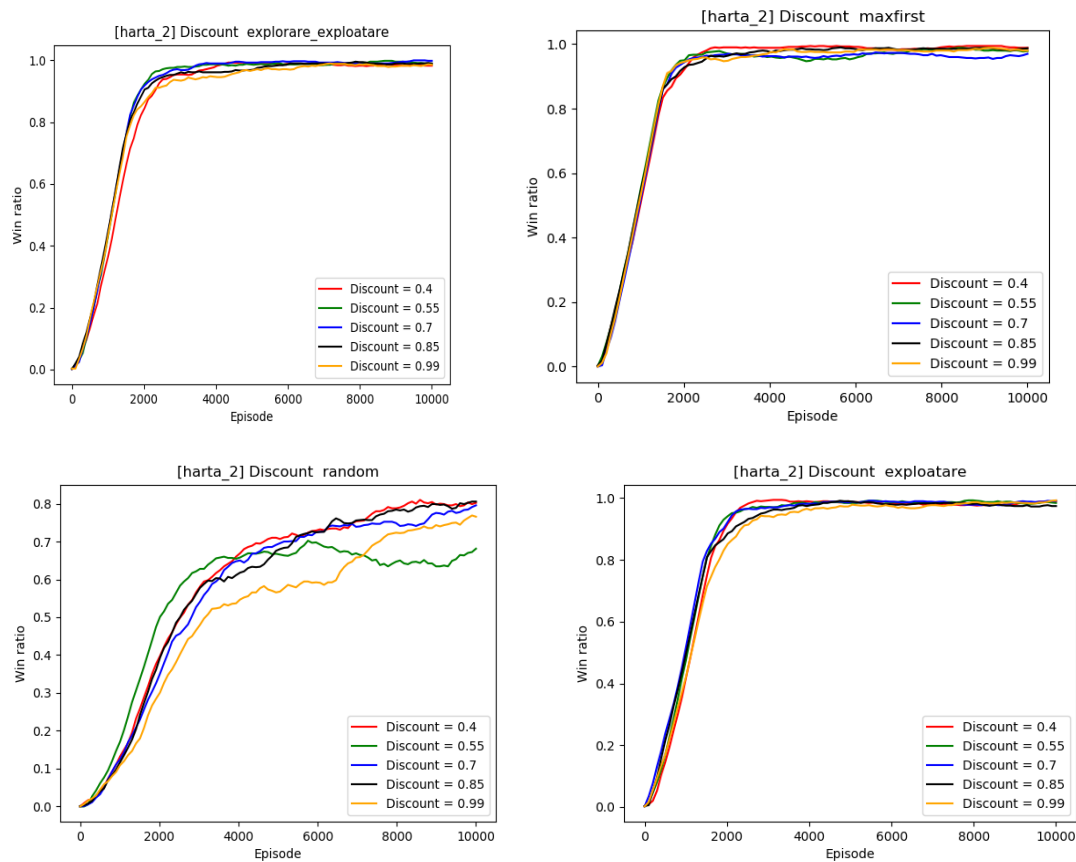 [harta_2] Discount  explorare_exploatare
1.0
0.8
0.6
0.4
0.2
0.0
Win ratio
0
2000
4000
6000
8000
10000
Episode
Discount = 0.4
Discount = 0.55
Discount = 0.7
Discount = 0.85
Discount = 0.99
[harta_2] Discount  maxfirst
1.0
0.8
0.6
0.4
0.2
0.0
Win ratio
0
2000
4000
6000
8000
10000
Episode
Discount = 0.4
Discount = 0.55
Discount = 0.7
Discount = 0.85
Discount = 0.99
[harta_2] Discount  random
0.8
0.7
0.6
0.5
0.4
0.3
0.2
0.1
0.0
Win ratio
0
2000
4000
6000
8000
10000
Episode
Discount = 0.4
Discount = 0.55
Discount = 0.7
Discount = 0.85
Discount = 0.99
[harta_2] Discount  exploatare
1.0
0.8
0.6
0.4
0.2
0.0
Win ratio
0
2000
4000
6000
8000
10000
Episode
Discount = 0.4
Discount = 0.55
Discount = 0.7
Discount = 0.85
Discount = 0.99